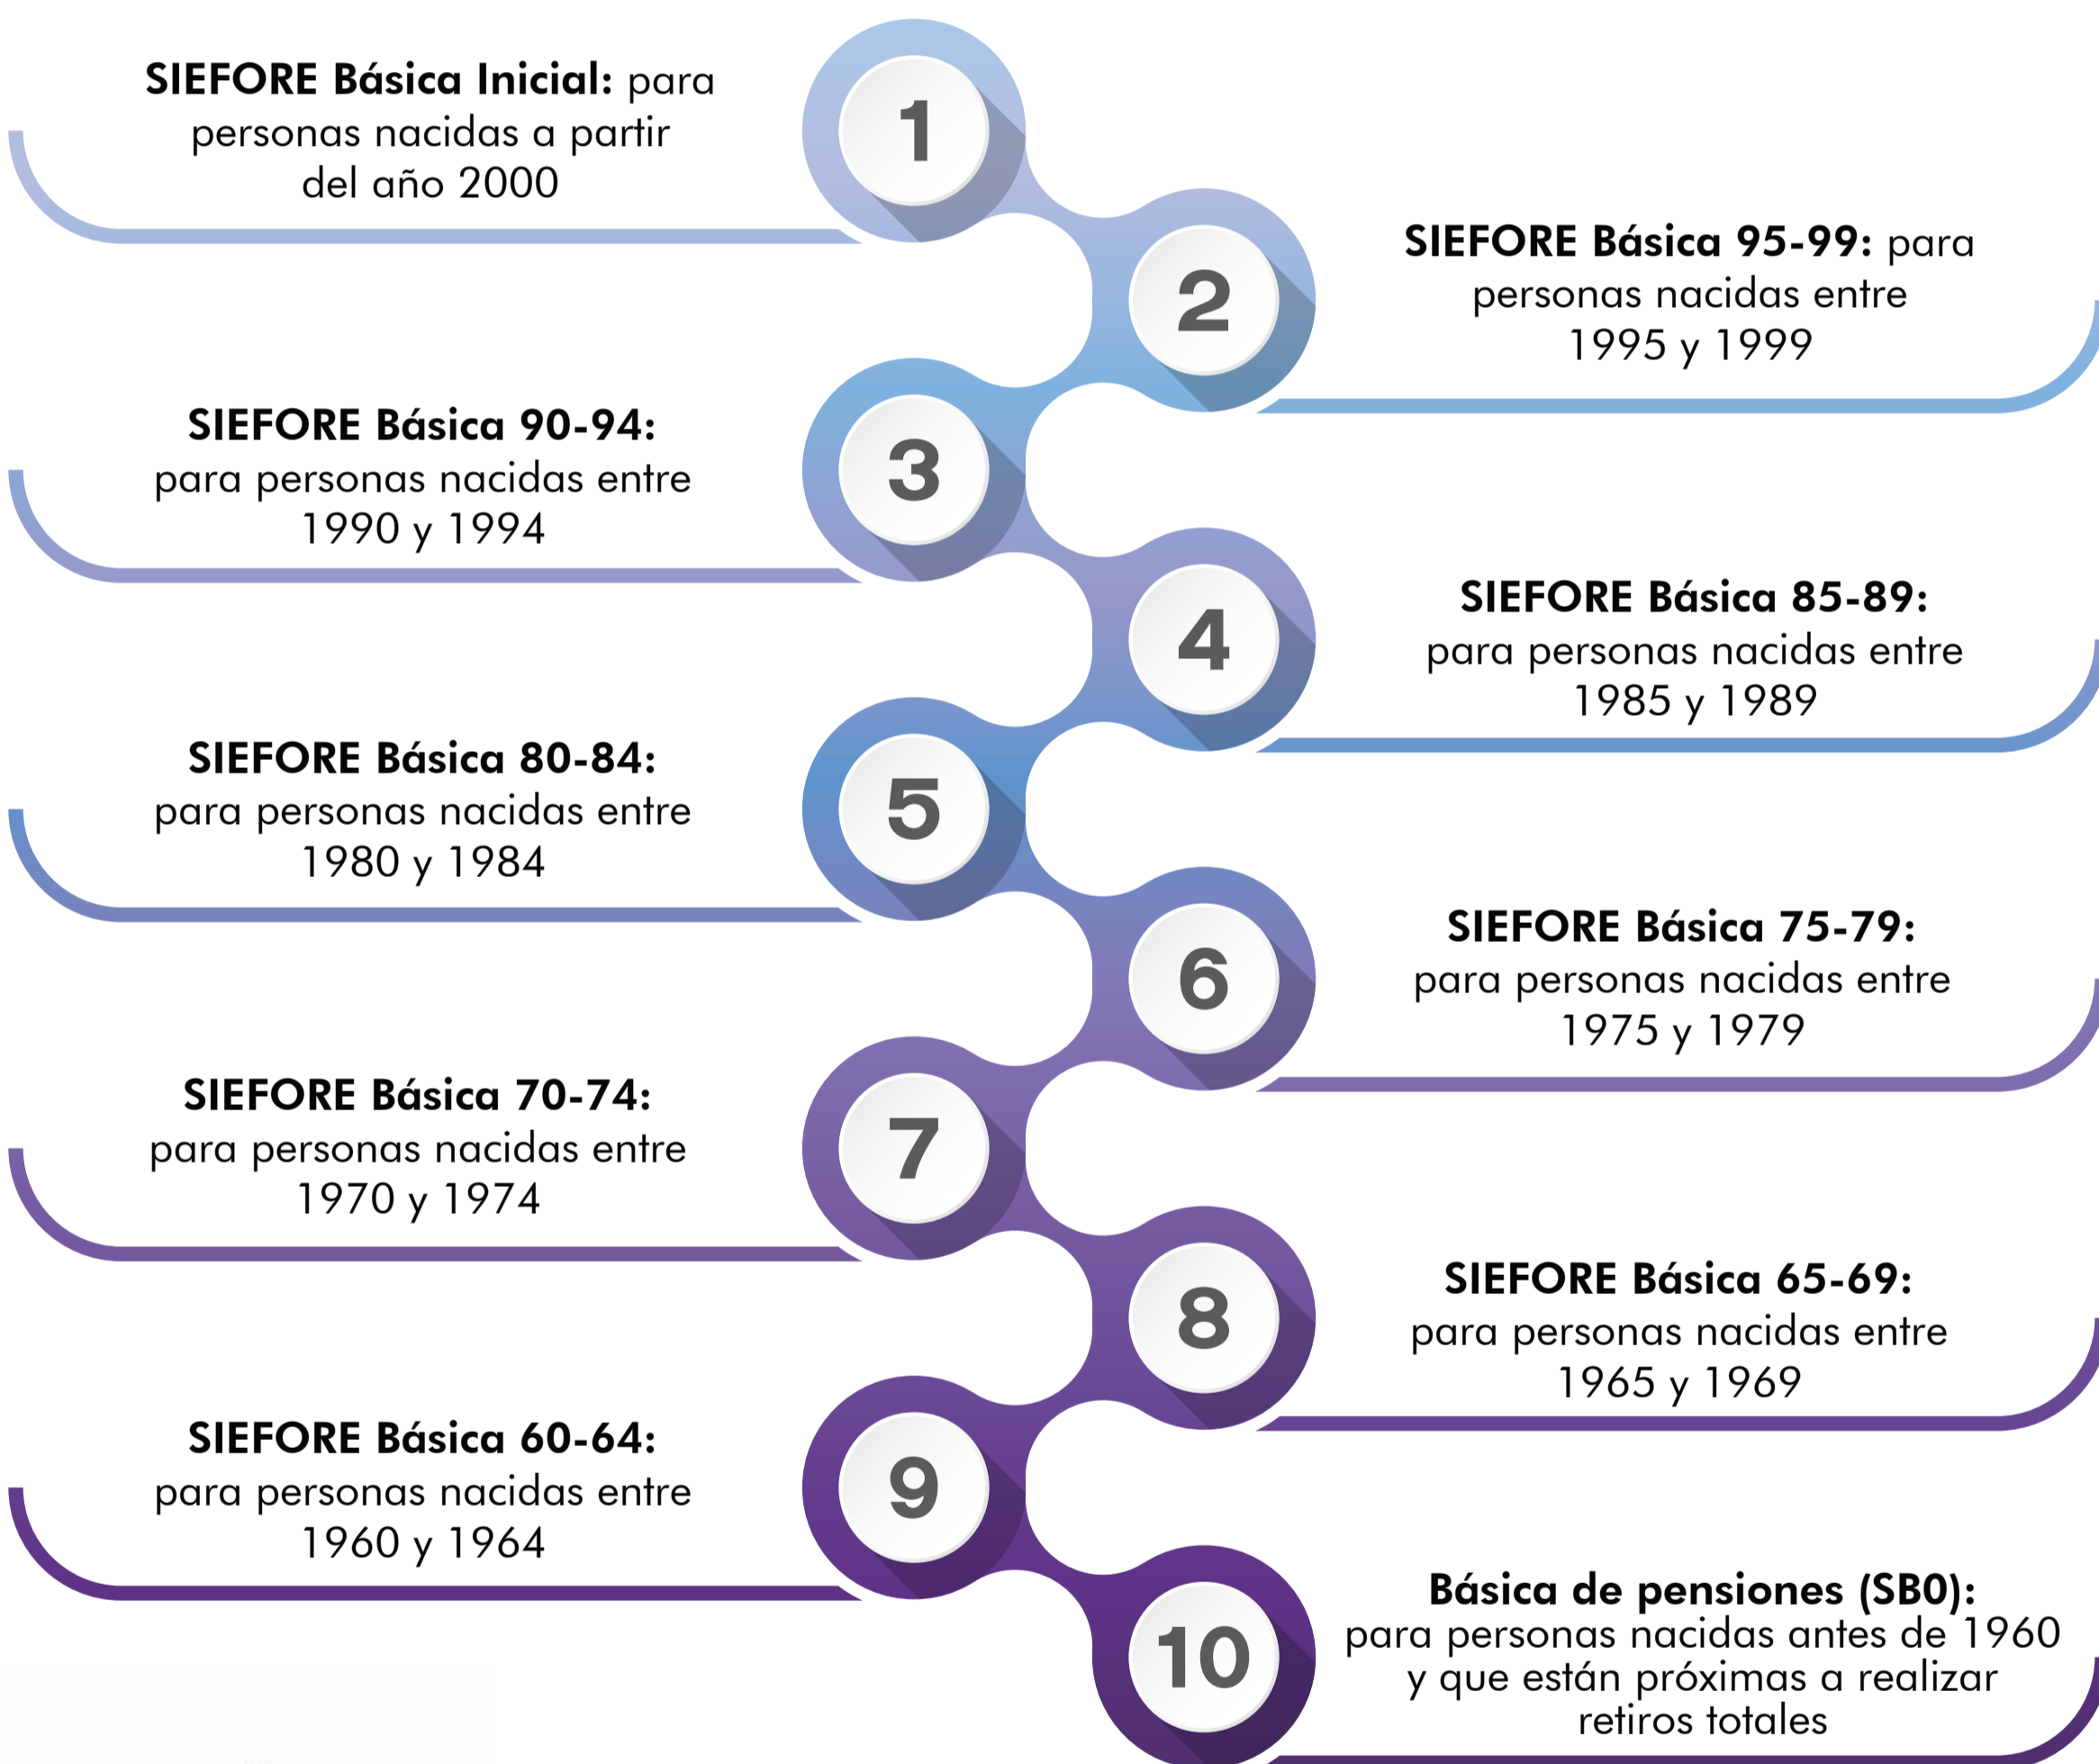 SIEFORE Básica Inicial: para
personas nacidas a partir
del año 2000
1
2
SIEFORE Básica 95-99: para
personas nacidas entre
1995 y 1999
SIEFORE Básica 90-94:
para personas nacidas entre
1990 y 1994
3
4
SIEFORE Básica 85-89:
para personas nacidas entre
1985 y 1989
SIEFORE Básica 80-84:
para personas nacidas entre
1980 y 1984
5
6
SIEFORE Básica 75-79:
para personas nacidas entre
1975 y 1979
SIEFORE Básica 70-74:
para personas nacidas entre
1970 y 1974
7
8
SIEFORE Básica 65-69:
para personas nacidas entre
1965 y 1969
SIEFORE Básica 60-64:
para personas nacidas entre
1960 y 1964
9
10
Básica de pensiones (SB0):
para personas nacidas antes de 1960
y que están próximas a realizar
retiros totales